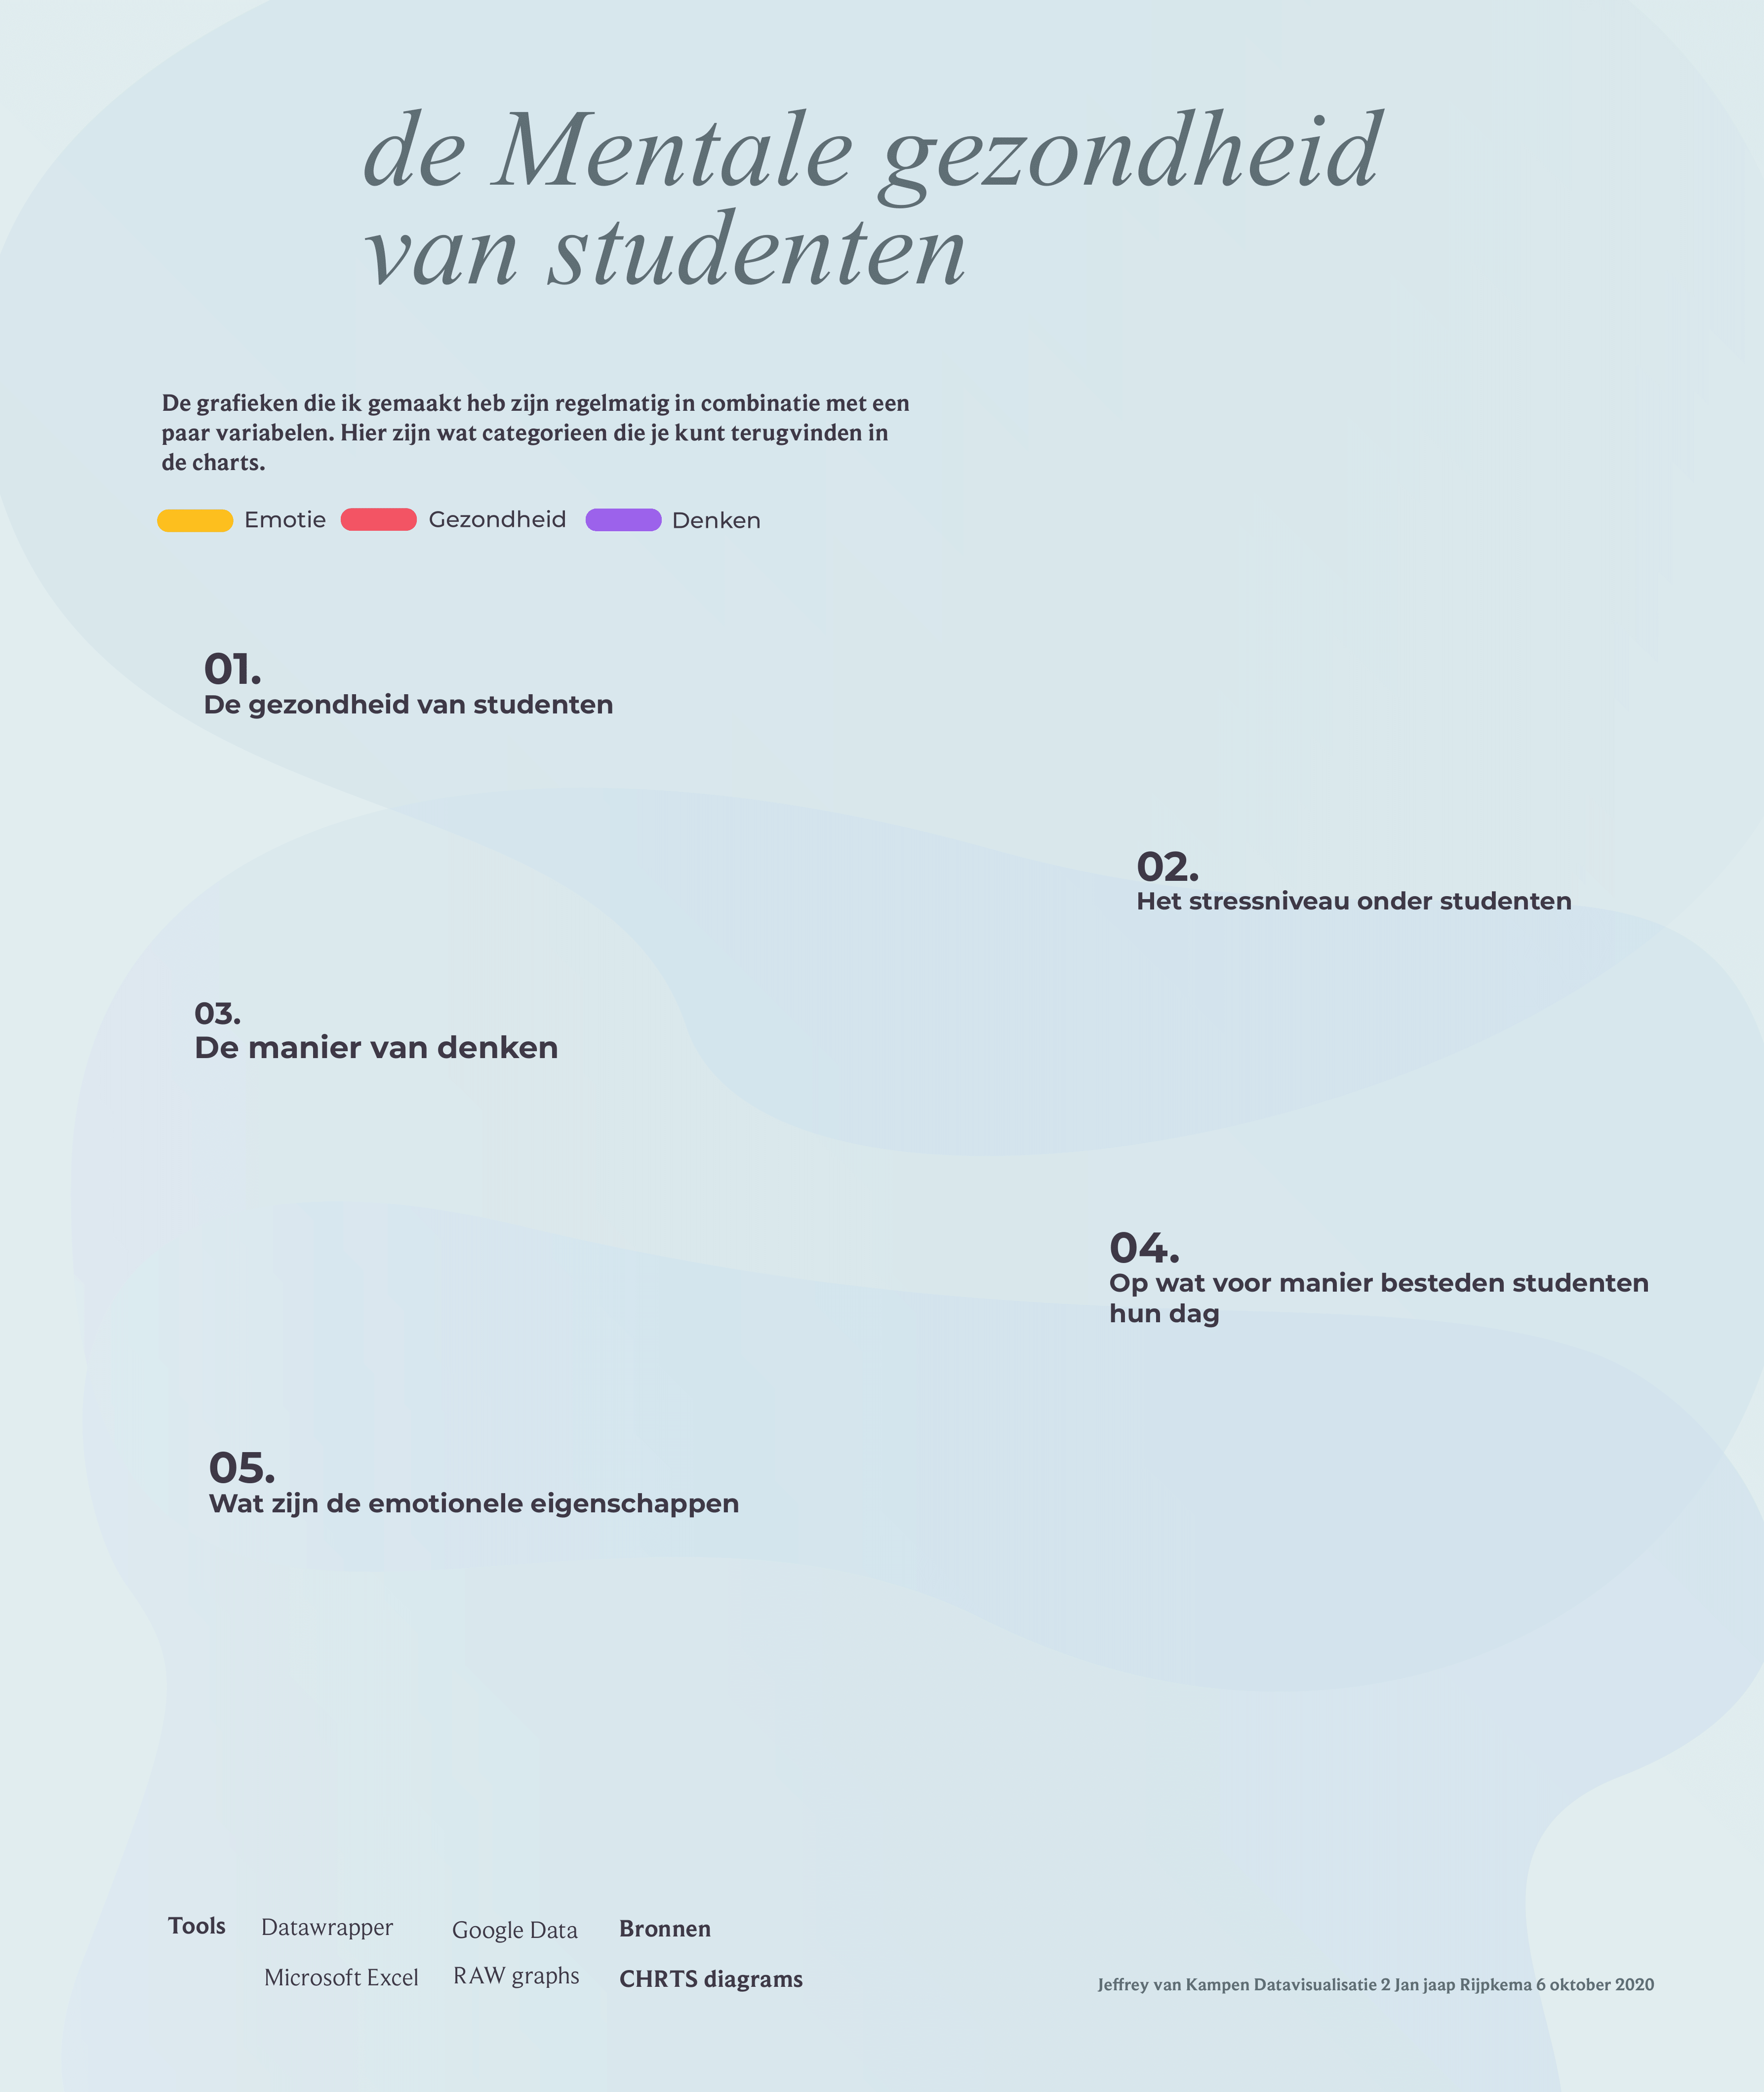 de Mentale gezondheid
van studenten
De grafieken die ik gemaakt heb zijn regelmatig in combinatie met een
paar variabelen. Hier zijn wat categorieen die je kunt terugvinden in
de charts.
Emotie Gezondheid Denken
01.
De gezondheid van studenten
02.
Het stressniveau onder studenten
03.
De manier van denken
04.
Op wat voor manier besteden studenten
hun dag
05.
Wat zijn de emotionele eigenschappen
Tools Datawrapper Google Data Bronnen
Microsoft Excel RAW graphs CHRTS diagrams
Jeffrey van Kampen Datavisualisatie 2 Jan jaap Rijpkema 6 oktober 2020